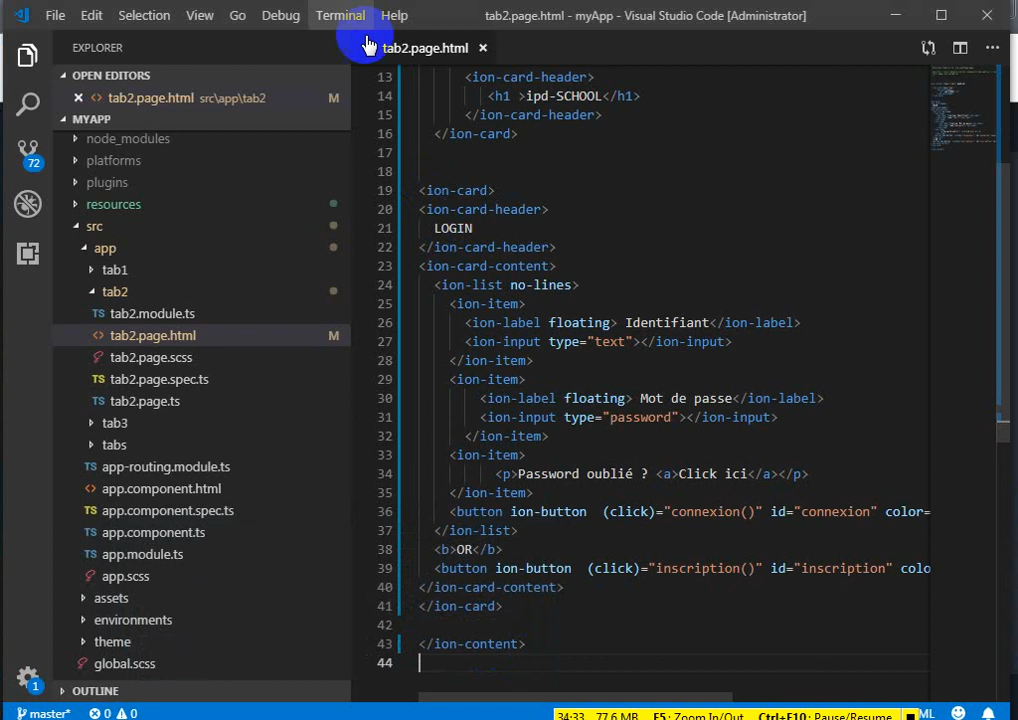 File Edit Selection View Go Debug Terminal Help tab2.page.html - myApp - Visual Studio Code [Administrator]
EXPLORER
tab2.page.html
OPEN EDITORS
tab2.page.html src\app\tab2 M
MYAPP
node_modules
platforms
plugins
resources
src
app
tab1
tab2
TS tab2.module.ts
<> tab2.page.html M
tab2.page.scss
TS tab2.page.spec.ts
TS tab2.page.ts
tab3
tabs
TS app-routing.module.ts
<> app.component.html
TS app.component.spec.ts
TS app.component.ts
TS app.module.ts
app.scss
assets
environments
theme
global.scss
OUTLINE
72
1
13 <ion-card-header>
14 <h1 >ipd-SCHOOL</h1>
15 </ion-card-header>
16 </ion-card>
17
18
19 <ion-card>
20 <ion-card-header>
21 LOGIN
22 </ion-card-header>
23 <ion-card-content>
24 <ion-list no-lines>
25 <ion-item>
26 <ion-label floating> Identifiant</ion-label>
27 <ion-input type="text"></ion-input>
28 </ion-item>
29 <ion-item>
30 <ion-label floating> Mot de passe</ion-label>
31 <ion-input type="password"></ion-input>
32 </ion-item>
33 <ion-item>
34 <p>Password oublié ? <a>Click ici</a></p>
35 </ion-item>
36 <button ion-button (click)="connexion()" id="connexion" color=
37 </ion-list>
38 <b>OR</b>
39 <button ion-button (click)="inscription()" id="inscription" colo
40 </ion-card-content>
41 </ion-card>
42
43 </ion-content>
44
master* 0 0 34:33 77.6 MB F5: Zoom In/Out Ctrl+F10: Pause/Resume ML